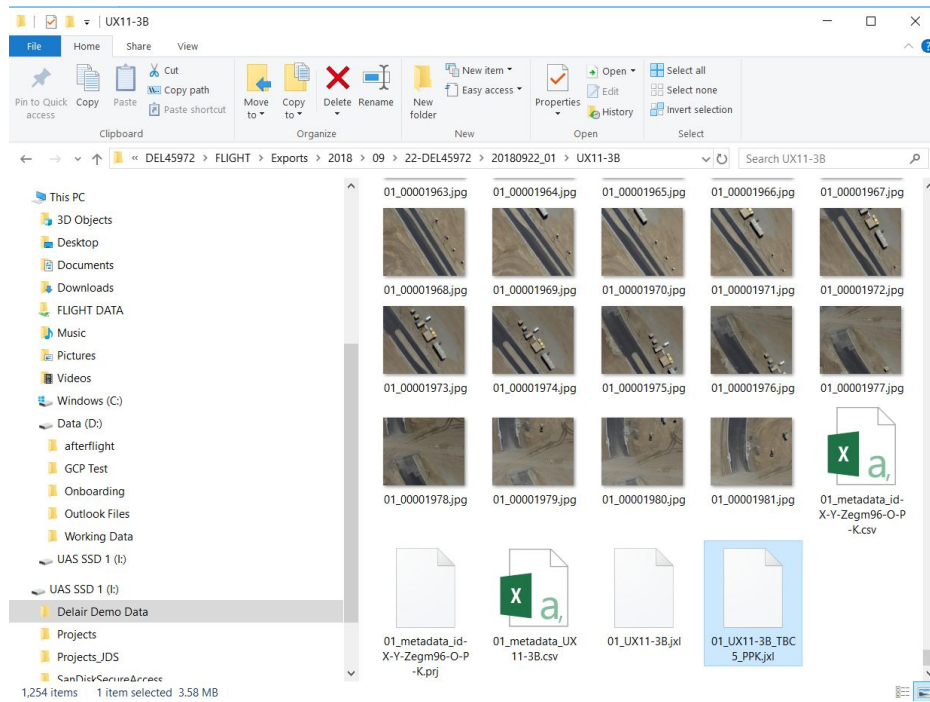 UX11-3B
File Home Share View
Pin to Quick access
Copy
Paste
Cut
Copy path
Paste shortcut
Move to
Copy to
Delete
Rename
New folder
New item
Easy access
Properties
Open
Edit
History
Select all
Select none
Invert selection
Clipboard Organize New Open Select
« DEL45972 > FLIGHT > Exports > 2018 > 09 > 22-DEL45972 > 20180922_01 > UX11-3B
Search UX11-3B
This PC
3D Objects
Desktop
Documents
Downloads
FLIGHT DATA
Music
Pictures
Videos
Windows (C:)
Data (D:)
afterflight
GCP Test
Onboarding
Outlook Files
Working Data
UAS SSD 1 (I:)
UAS SSD 1 (I:)
Delair Demo Data
Projects
Projects_JDS
SanDiskSecureAccess
01_00001963.jpg 01_00001964.jpg 01_00001965.jpg 01_00001966.jpg 01_00001967.jpg
01_00001968.jpg 01_00001969.jpg 01_00001970.jpg 01_00001971.jpg 01_00001972.jpg
01_00001973.jpg 01_00001974.jpg 01_00001975.jpg 01_00001976.jpg 01_00001977.jpg
01_00001978.jpg 01_00001979.jpg 01_00001980.jpg 01_00001981.jpg
01_metadata_id-
X-Y-Zegm96-O-P
-K.csv
01_metadata_id-
X-Y-Zegm96-O-P
-K.prj
01_metadata_UX
11-3B.csv
01_UX11-3B.jxl
01_UX11-3B_TBC
5_PPK.jxl
1,254 items 1 item selected 3.58 MB